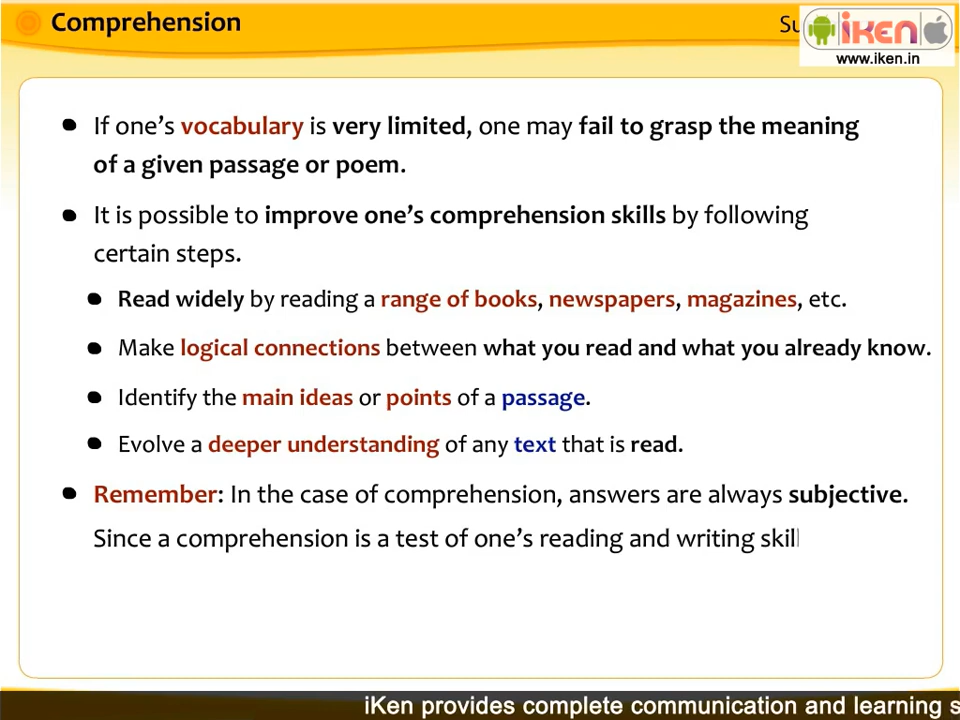 Comprehension
iken
www.iken.in
• If one’s vocabulary is very limited, one may fail to grasp the meaning
of a given passage or poem.
• It is possible to improve one’s comprehension skills by following
certain steps.
• Read widely by reading a range of books, newspapers, magazines, etc.
• Make logical connections between what you read and what you already know.
• Identify the main ideas or points of a passage.
• Evolve a deeper understanding of any text that is read.
• Remember: In the case of comprehension, answers are always subjective.
Since a comprehension is a test of one’s reading and writing skil
iKen provides complete communication and learning s